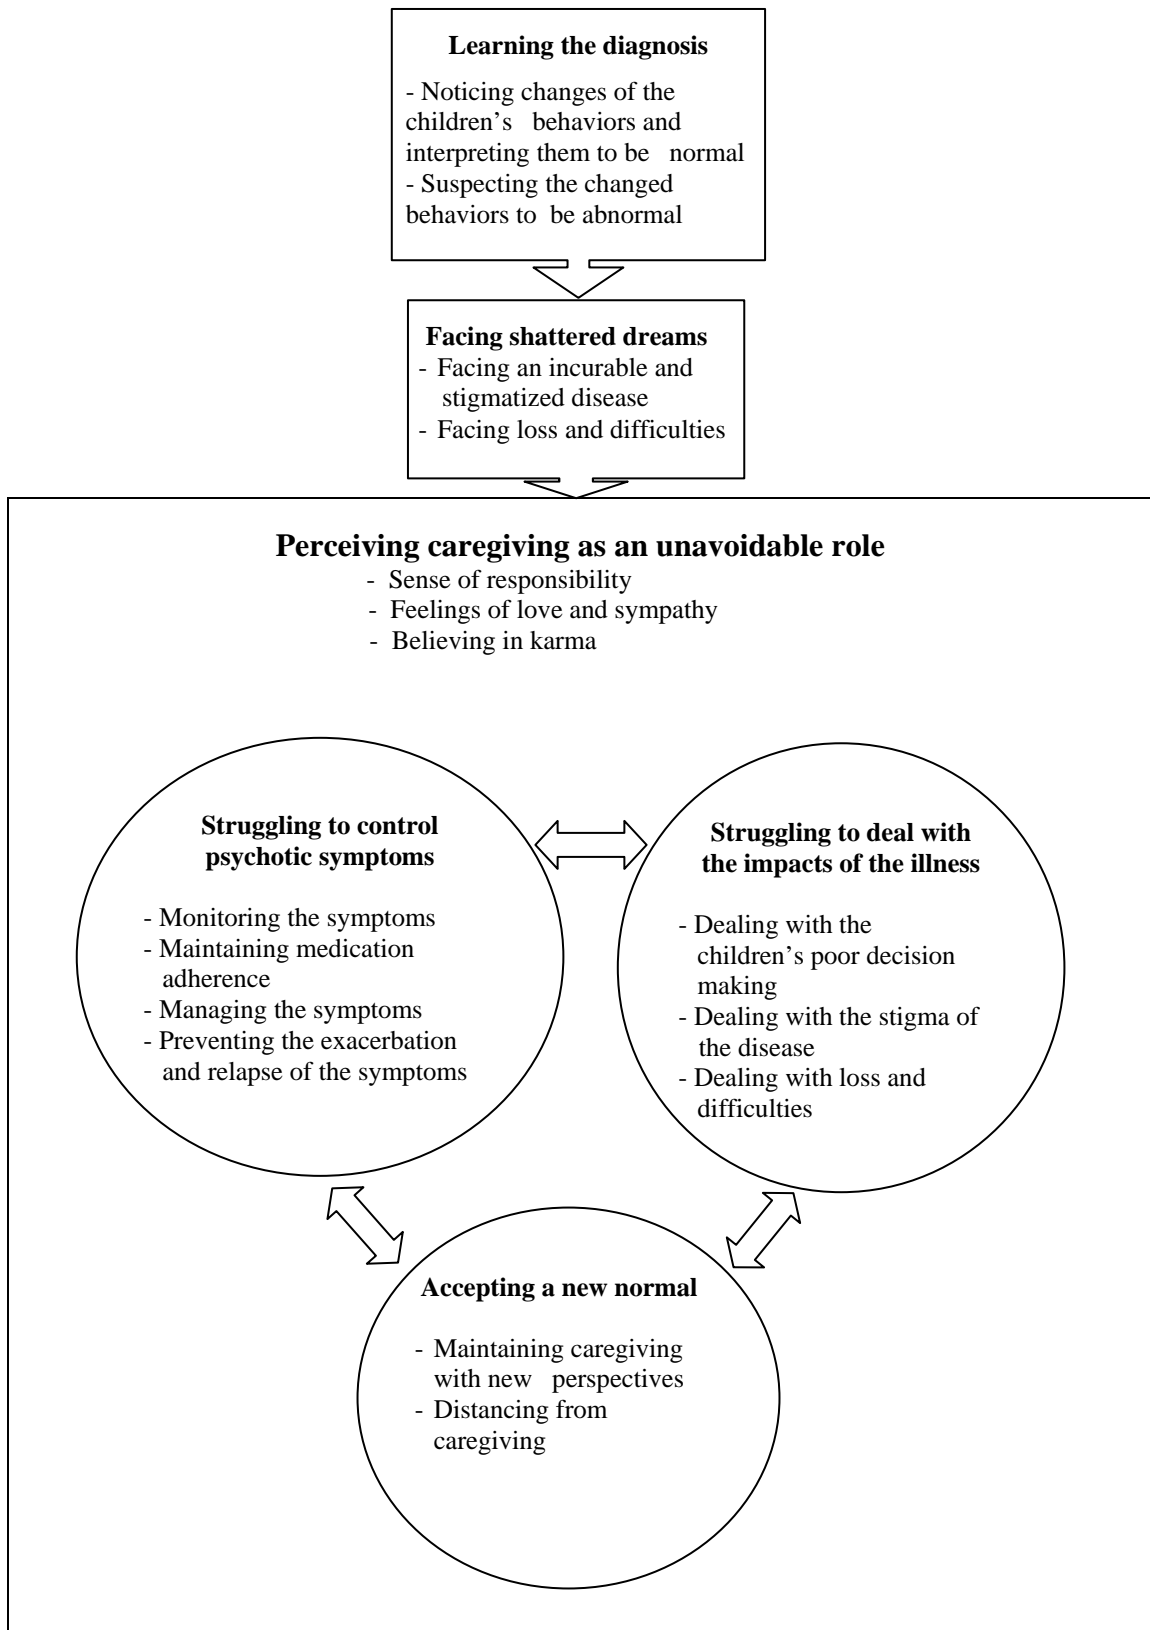 Learning the diagnosis
- Noticing changes of the
children’s behaviors and
interpreting them to be normal
- Suspecting the changed
behaviors to be abnormal
Facing shattered dreams
- Facing an incurable and
stigmatized disease
- Facing loss and difficulties
Perceiving caregiving as an unavoidable role
- Sense of responsibility
- Feelings of love and sympathy
- Believing in karma
Struggling to control
psychotic symptoms
- Monitoring the symptoms
- Maintaining medication
adherence
- Managing the symptoms
- Preventing the exacerbation
and relapse of the symptoms
Struggling to deal with
the impacts of the illness
- Dealing with the
children’s poor decision
making
- Dealing with the stigma of
the disease
- Dealing with loss and
difficulties
Accepting a new normal
- Maintaining caregiving
with new perspectives
- Distancing from
caregiving